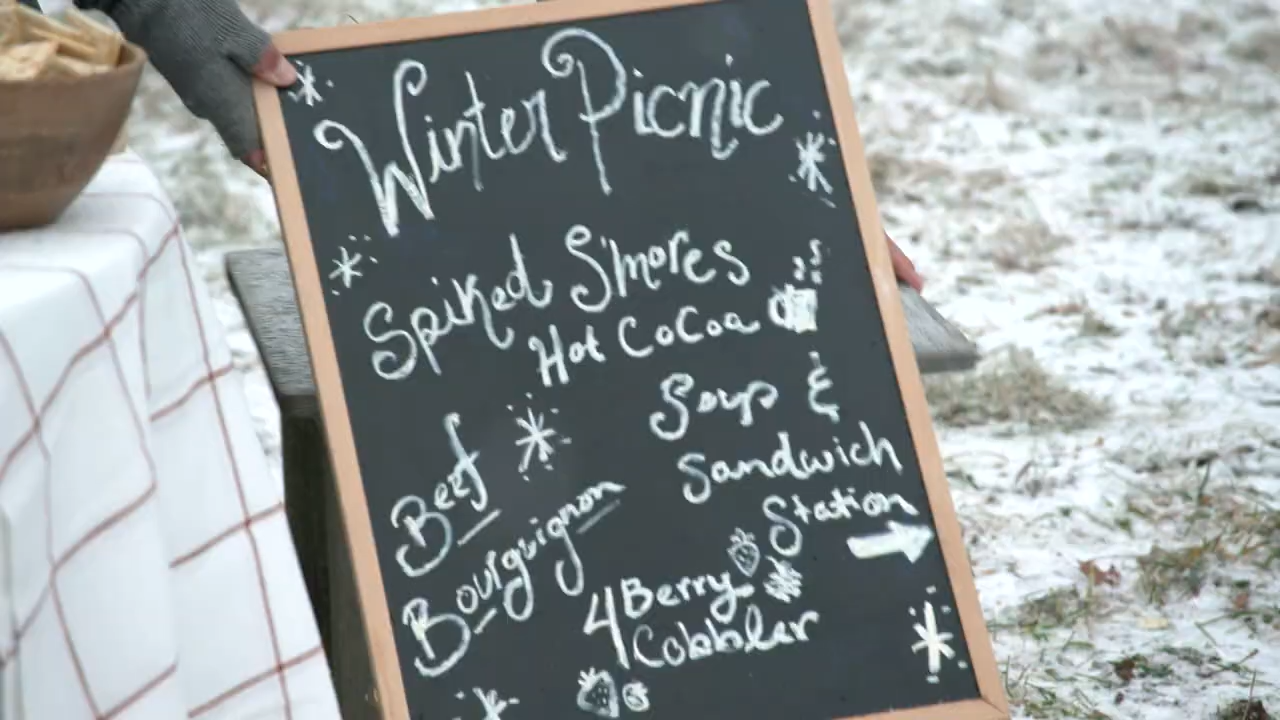 Winter Picnic
Spiked S'mores
Hot CoCoa
Soup &
Sandwich
Station
Beef
Bourguignon
4 Berry
Cobbler